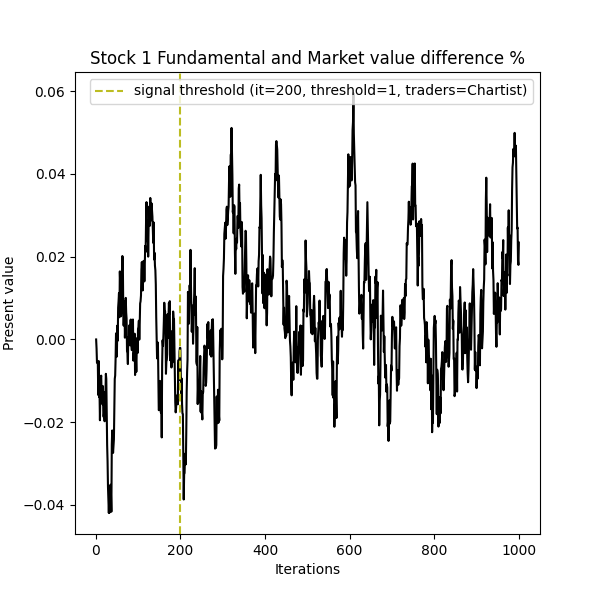 Stock 1 Fundamental and Market value difference %
signal threshold (it=200, threshold=1, traders=Chartist)
0.06
0.04
0.02
0.00
−0.02
−0.04
Present value
0 200 400 600 800 1000
Iterations